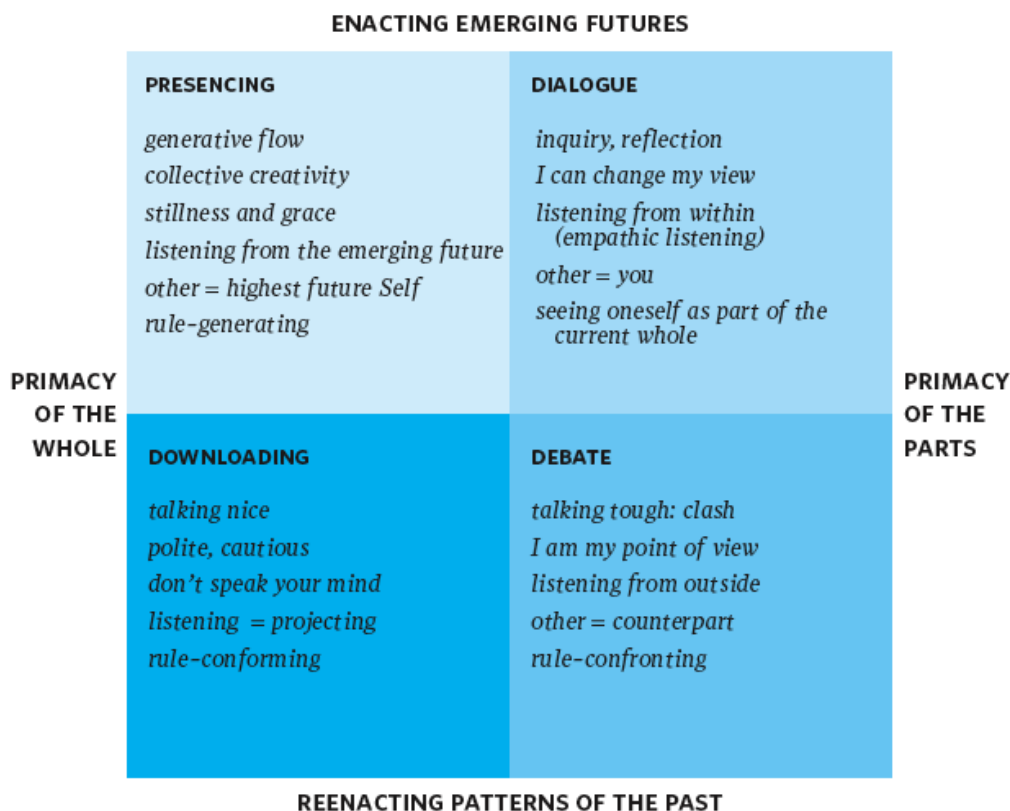 ENACTING EMERGING FUTURES
PRESENCING
generative flow
collective creativity
stillness and grace
listening from the emerging future
other = highest future Self
rule-generating
DIALOGUE
inquiry, reflection
I can change my view
listening from within
(empathic listening)
other = you
seeing oneself as part of the
current whole
PRIMACY
OF THE
WHOLE
PRIMACY
OF THE
PARTS
DOWNLOADING
talking nice
polite, cautious
don’t speak your mind
listening = projecting
rule-conforming
DEBATE
talking tough: clash
I am my point of view
listening from outside
other = counterpart
rule-confronting
REENACTING PATTERNS OF THE PAST